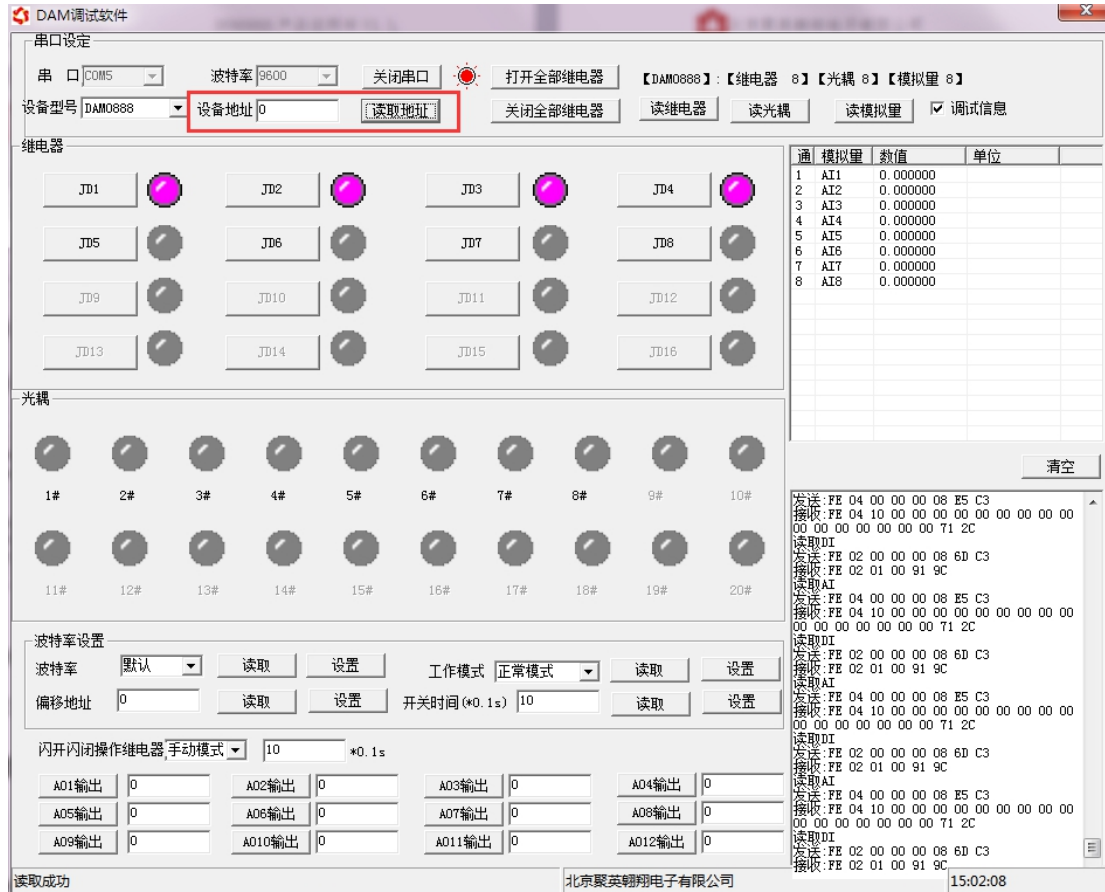 DAM调试软件
串口设定
串 口 COM5 波特率 9600 关闭串口 打开全部继电器 【DAM0888】:【继电器 8】【光耦 8】【模拟量 8】
设备型号 DAM0888 设备地址 0 读取地址 关闭全部继电器 读继电器 读光耦 读模拟量 调试信息
继电器
JD1 JD2 JD3 JD4
JD5 JD6 JD7 JD8
JD9 JD10 JD11 JD12
JD13 JD14 JD15 JD16
通 模拟量 数值 单位
1 AI1 0.000000
2 AI2 0.000000
3 AI3 0.000000
4 AI4 0.000000
5 AI5 0.000000
6 AI6 0.000000
7 AI7 0.000000
8 AI8 0.000000
光耦
1# 2# 3# 4# 5# 6# 7# 8# 9# 10#
11# 12# 13# 14# 15# 16# 17# 18# 19# 20#
清空
发送:FE 04 00 00 00 08 E5 C3
接收:FE 04 10 00 00 00 00 00 00 00 00 00
00 00 00 00 00 00 00 71 2C
读取DI
发送:FE 02 00 00 00 08 6D C3
接收:FE 02 01 00 91 9C
读取AI
发送:FE 04 00 00 00 08 E5 C3
接收:FE 04 10 00 00 00 00 00 00 00 00 00
00 00 00 00 00 00 00 71 2C
读取DI
发送:FE 02 00 00 00 08 6D C3
接收:FE 02 01 00 91 9C
读取AI
发送:FE 04 00 00 00 08 E5 C3
接收:FE 04 10 00 00 00 00 00 00 00 00 00
00 00 00 00 00 00 00 71 2C
读取DI
发送:FE 02 00 00 00 08 6D C3
接收:FE 02 01 00 91 9C
读取AI
发送:FE 04 00 00 00 08 E5 C3
接收:FE 04 10 00 00 00 00 00 00 00 00 00
00 00 00 00 00 00 00 71 2C
读取DI
发送:FE 02 00 00 00 08 6D C3
接收:FE 02 01 00 91 9C
波特率设置
波特率 默认 读取 设置 工作模式 正常模式 读取 设置
偏移地址 0 读取 设置 开关时间(*0.1s) 10 读取 设置
闪开闪闭操作继电器 手动模式 10 *0.1s
AO1输出 0 AO2输出 0 AO3输出 0 AO4输出 0
AO5输出 0 AO6输出 0 AO7输出 0 AO8输出 0
AO9输出 0 AO10输出 0 AO11输出 0 AO12输出 0
读取成功 北京聚英翱翔电子有限公司 15:02:08